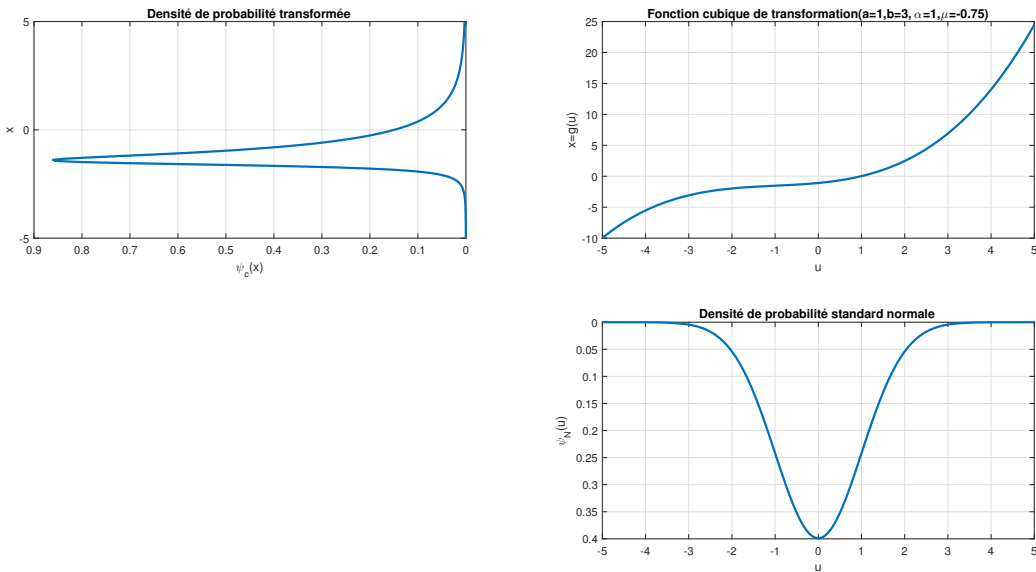 Densité de probabilité transformée
5
0
-5
x
0.9 0.8 0.7 0.6 0.5 0.4 0.3 0.2 0.1 0
ψ_c(x)
Fonction cubique de transformation(a=1,b=3, α=1,μ=-0.75)
25
20
15
10
5
0
-5
-10
x=g(u)
-5 -4 -3 -2 -1 0 1 2 3 4 5
u
Densité de probabilité standard normale
0
0.05
0.1
0.15
0.2
0.25
0.3
0.35
0.4
ψ_N(u)
-5 -4 -3 -2 -1 0 1 2 3 4 5
u